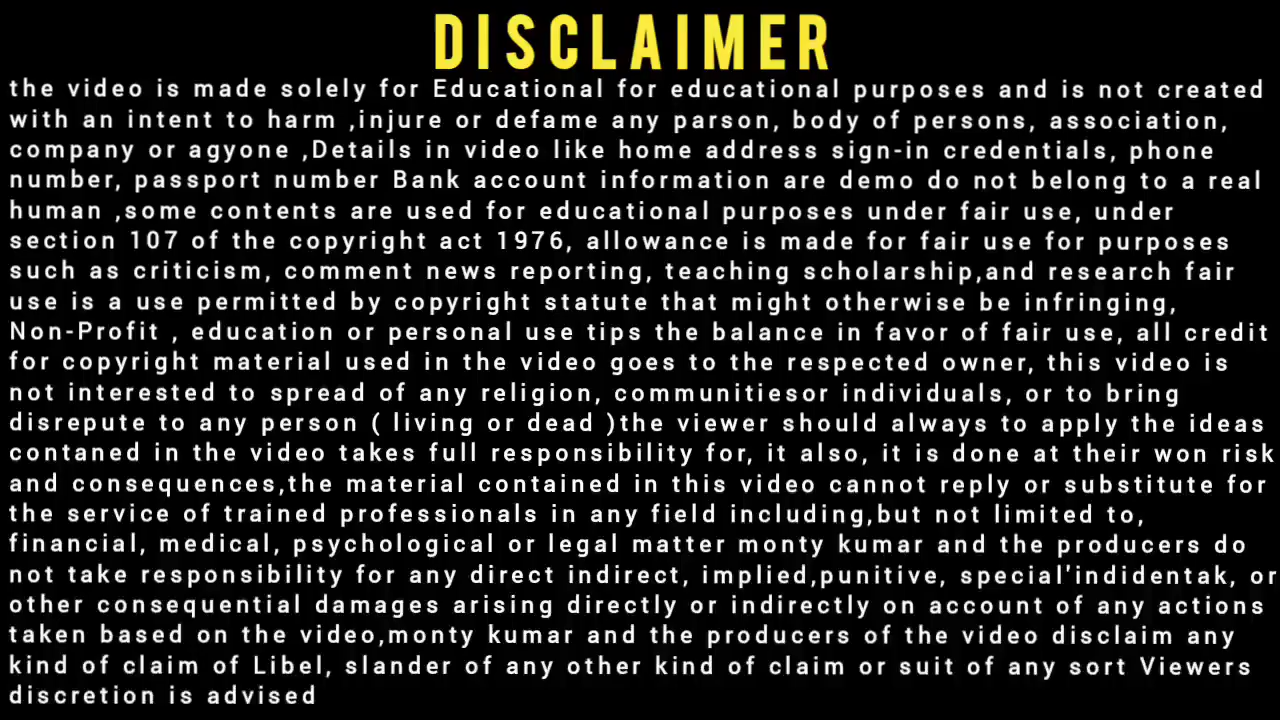 DISCLAIMER
the video is made solely for Educational for educational purposes and is not created
with an intent to harm ,injure or defame any parson, body of persons, association,
company or agyone ,Details in video like home address sign-in credentials, phone
number, passport number Bank account information are demo do not belong to a real
human ,some contents are used for educational purposes under fair use, under
section 107 of the copyright act 1976, allowance is made for fair use for purposes
such as criticism, comment news reporting, teaching scholarship,and research fair
use is a use permitted by copyright statute that might otherwise be infringing,
Non-Profit , education or personal use tips the balance in favor of fair use, all credit
for copyright material used in the video goes to the respected owner, this video is
not interested to spread of any religion, communitiesor individuals, or to bring
disrepute to any person ( living or dead )the viewer should always to apply the ideas
contaned in the video takes full responsibility for, it also, it is done at their won risk
and consequences,the material contained in this video cannot reply or substitute for
the service of trained professionals in any field including,but not limited to,
financial, medical, psychological or legal matter monty kumar and the producers do
not take responsibility for any direct indirect, implied,punitive, special'indidentak, or
other consequential damages arising directly or indirectly on account of any actions
taken based on the video,monty kumar and the producers of the video disclaim any
kind of claim of Libel, slander of any other kind of claim or suit of any sort Viewers
discretion is advised